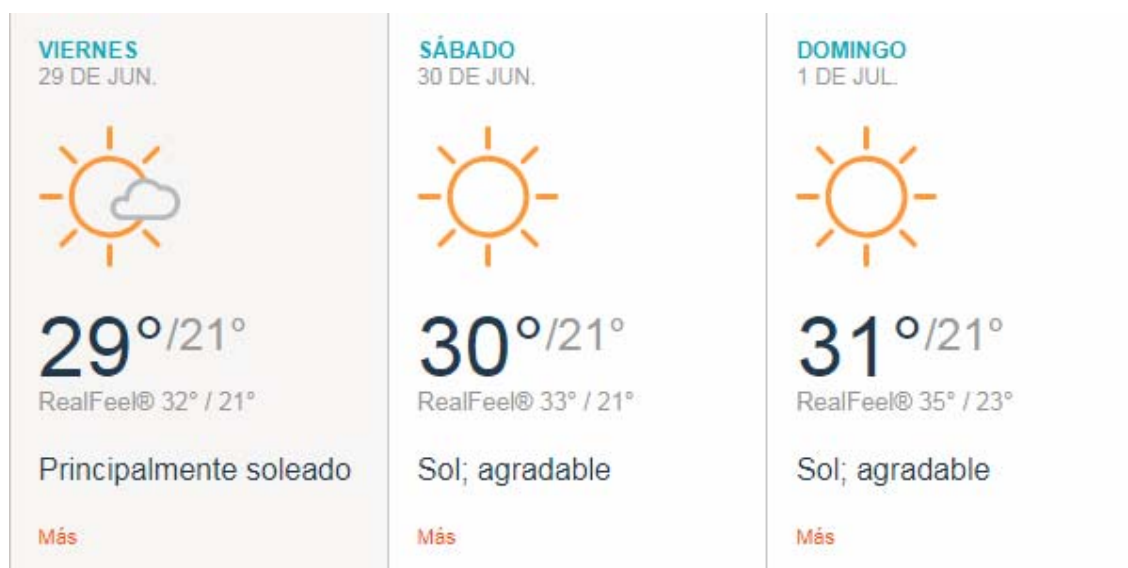 VIERNES
29 DE JUN.
29°/21°
RealFeel® 32° / 21°
Principalmente soleado
Más
SÁBADO
30 DE JUN.
30°/21°
RealFeel® 33° / 21°
Sol; agradable
Más
DOMINGO
1 DE JUL.
31°/21°
RealFeel® 35° / 23°
Sol; agradable
Más